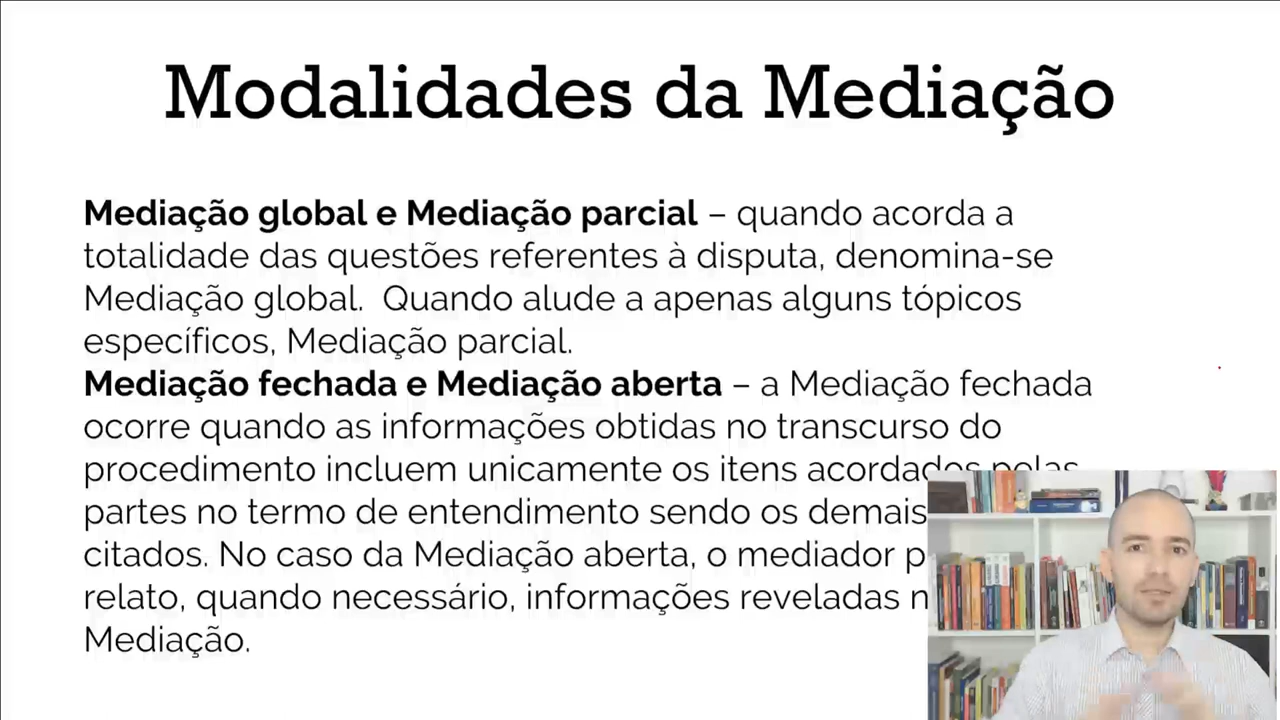 Modalidades da Mediação
Mediação global e Mediação parcial – quando acorda a
totalidade das questões referentes à disputa, denomina-se
Mediação global.  Quando alude a apenas alguns tópicos
específicos, Mediação parcial.
Mediação fechada e Mediação aberta – a Mediação fechada
ocorre quando as informações obtidas no transcurso do
procedimento incluem unicamente os itens acordados pelas
partes no termo de entendimento sendo os demais
citados. No caso da Mediação aberta, o mediador
relato, quando necessário, informações reveladas
Mediação.